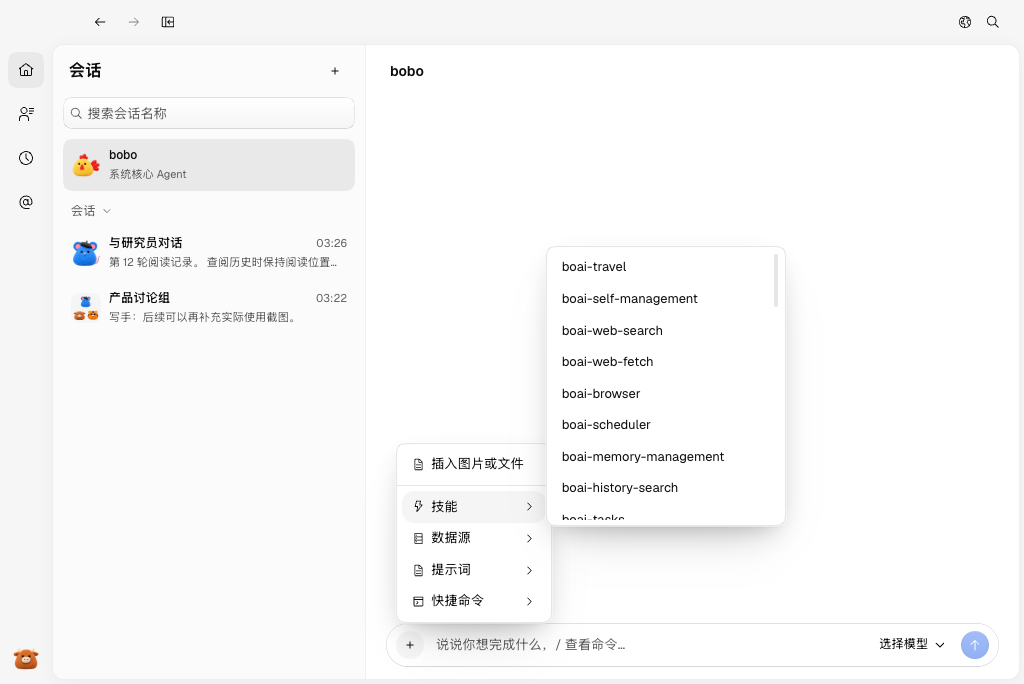 会话
搜索会话名称
bobo
系统核心 Agent
会话
与研究员对话 03:26
第 12 轮阅读记录。 查阅历史时保持阅读位置…
产品讨论组 03:22
写手：后续可以再补充实际使用截图。
bobo
boai-travel
boai-self-management
boai-web-search
boai-web-fetch
boai-browser
boai-scheduler
boai-memory-management
boai-history-search
boai-tasks
插入图片或文件
技能
数据源
提示词
快捷命令
说说你想完成什么，/ 查看命令… 选择模型